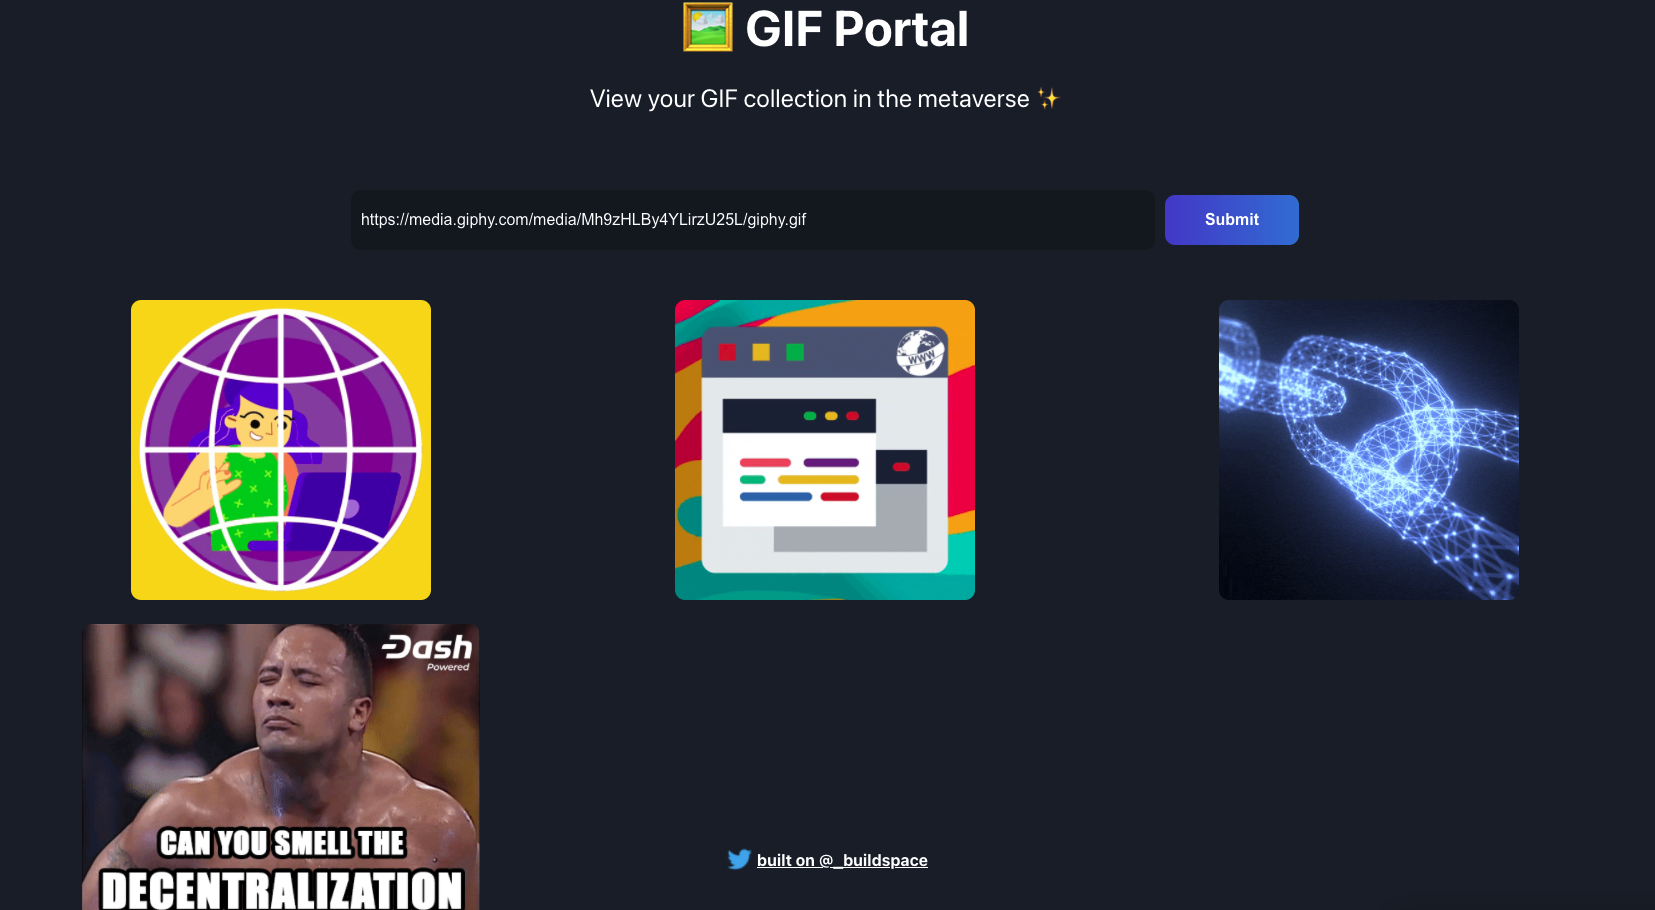 GIF Portal
View your GIF collection in the metaverse ✨
https://media.giphy.com/media/Mh9zHLBy4YLirzU25L/giphy.gif
Submit
WWW
Dash
Powered
CAN YOU SMELL THE
DECENTRALIZATION
built on @_buildspace